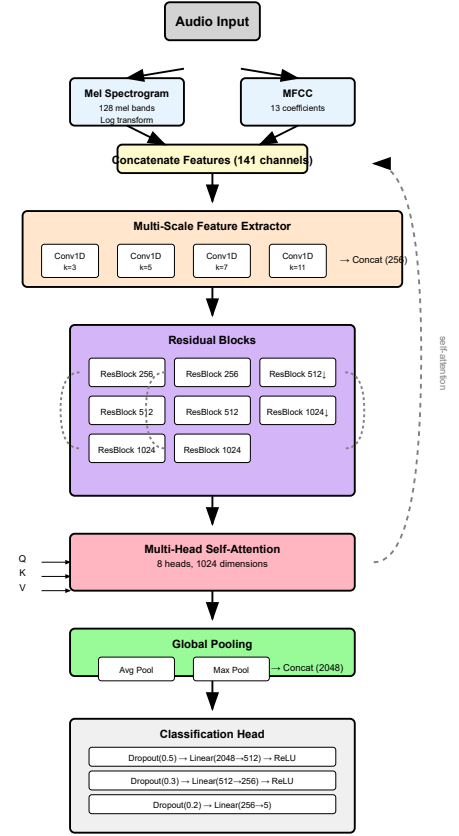 Audio Input
Mel Spectrogram
128 mel bands
Log transform
MFCC
13 coefficients
Concatenate Features (141 channels)
Multi-Scale Feature Extractor
Conv1D
k=3
Conv1D
k=5
Conv1D
k=7
Conv1D
k=11
→ Concat (256)
self-attention
Residual Blocks
ResBlock 256
ResBlock 256
ResBlock 512↓
ResBlock 512
ResBlock 512
ResBlock 1024↓
ResBlock 1024
ResBlock 1024
Q
K
V
Multi-Head Self-Attention
8 heads, 1024 dimensions
Global Pooling
Avg Pool
Max Pool
→ Concat (2048)
Classification Head
Dropout(0.5) → Linear(2048→512) → ReLU
Dropout(0.3) → Linear(512→256) → ReLU
Dropout(0.2) → Linear(256→5)